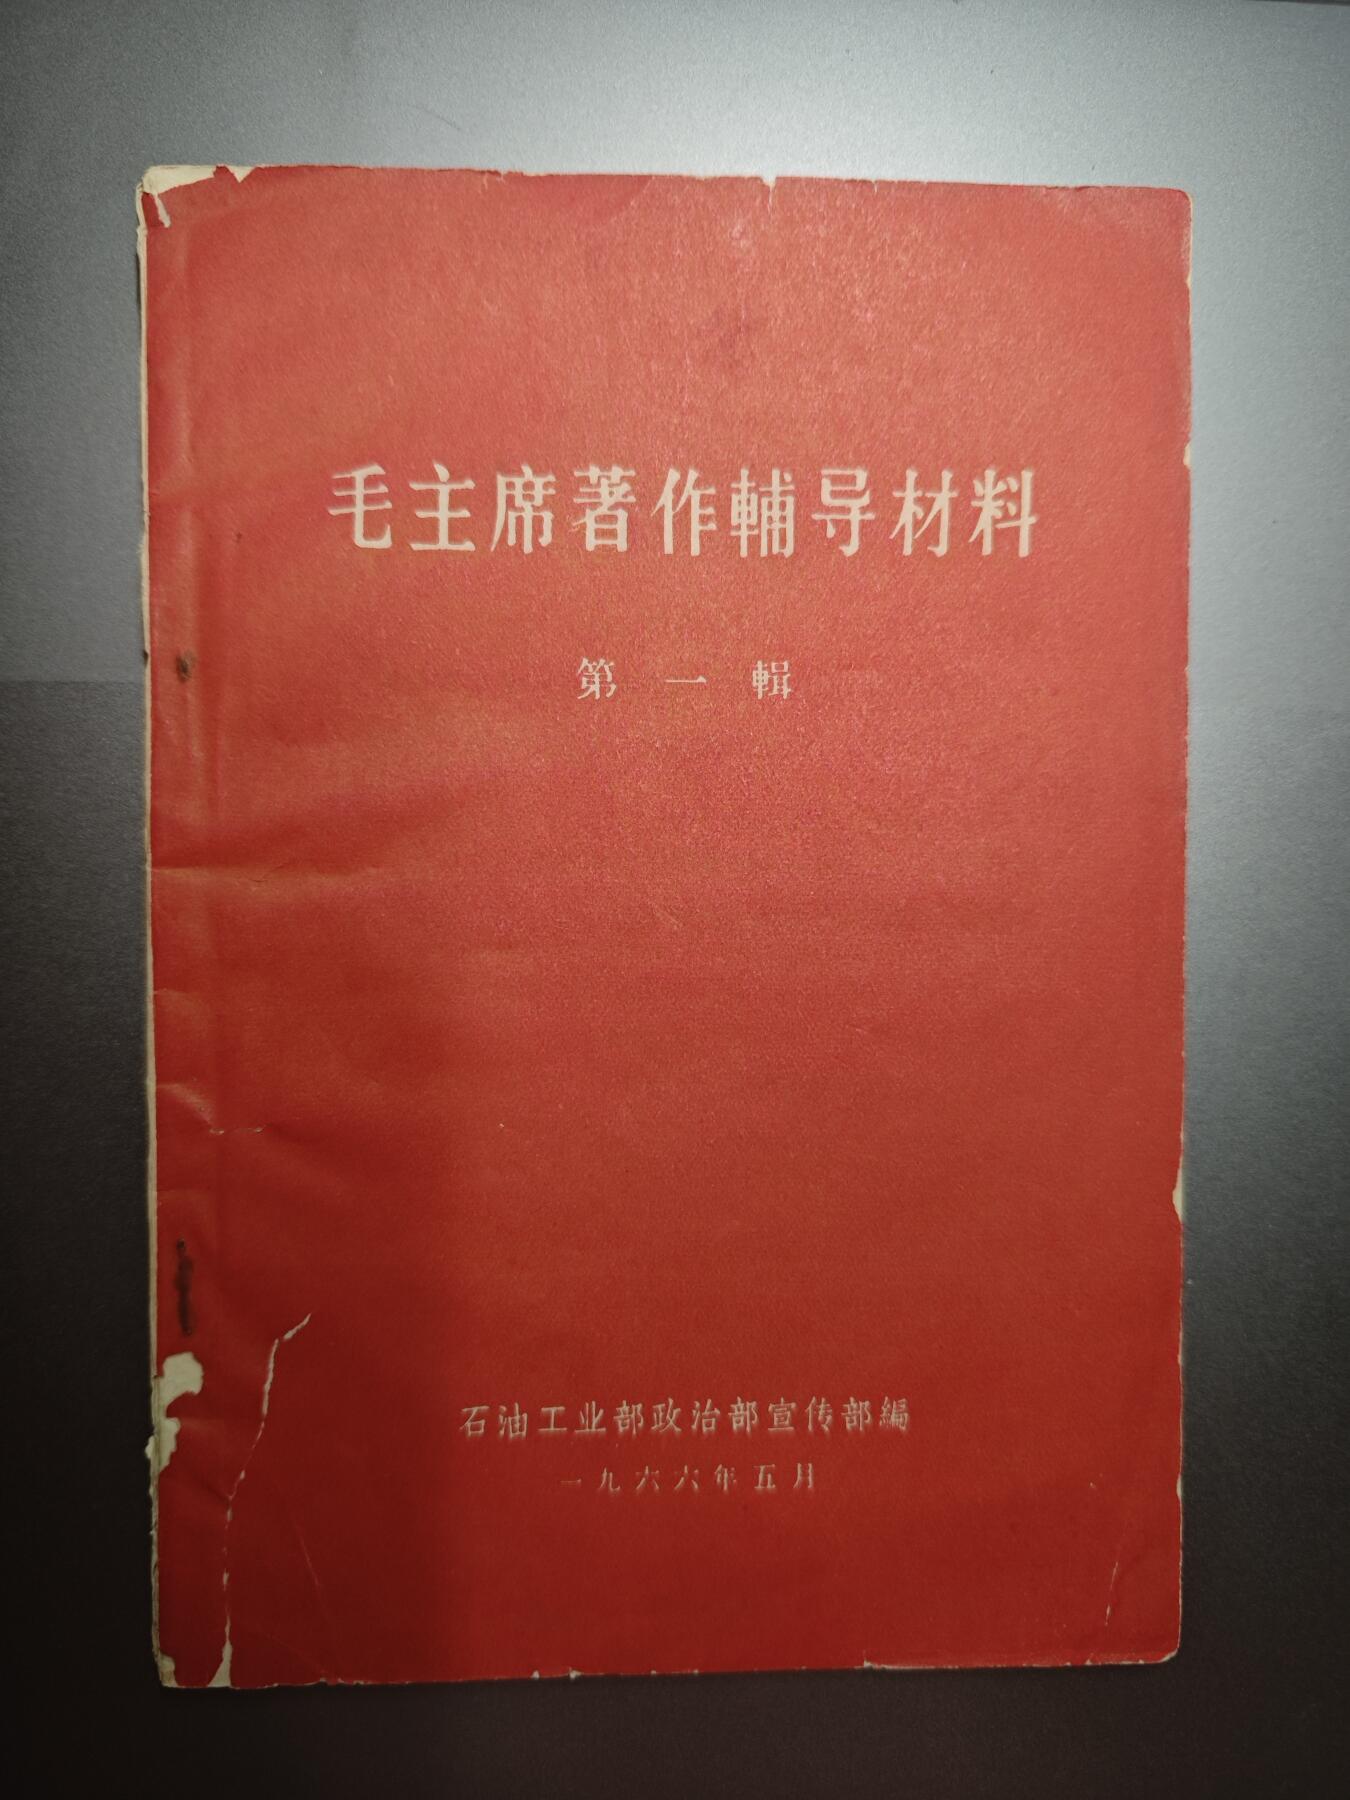 毛主席著作輔导材料
第一輯
石油工业部政治部宣传部編
一九六六年五月